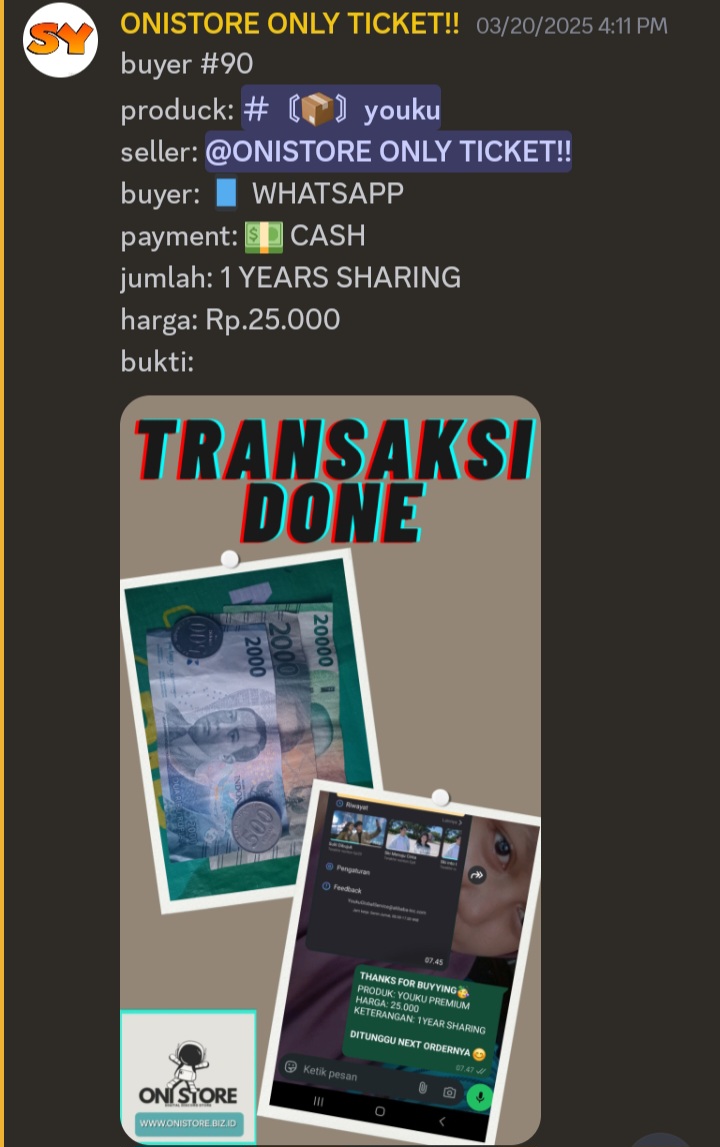 SY
ONISTORE ONLY TICKET!! 03/20/2025 4:11 PM
buyer #90
produck: # 〘📦〙 youku
seller: @ONISTORE ONLY TICKET!!
buyer: 📘 WHATSAPP
payment: 💵 CASH
jumlah: 1 YEARS SHARING
harga: Rp.25.000
bukti:
TRANSAKSI
DONE
2000
2000
20000
500
Riwayat
Lainnya
Pengaturan
Feedback
07.45
THANKS FOR BUYYING🥳
PRODUK: YOUKU PREMIUM
HARGA: 25.000
KETERANGAN: 1YEAR SHARING
DITUNGGU NEXT ORDERNYA 😊
07.47
Ketik pesan
ONI STORE
WWW.ONISTORE.BIZ.ID